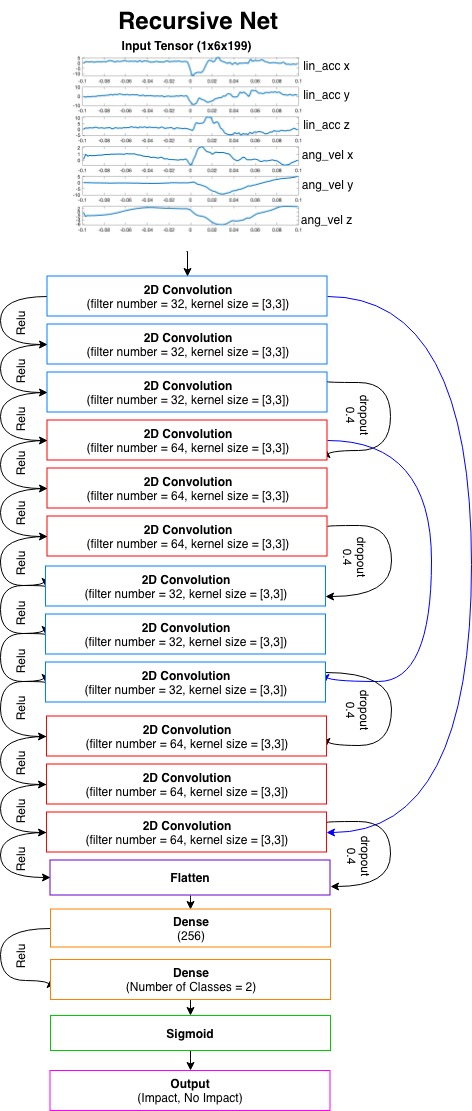 Recursive Net
Input Tensor (1x6x199)
lin_acc x
lin_acc y
lin_acc z
ang_vel x
ang_vel y
ang_vel z
2D Convolution
(filter number = 32, kernel size = [3,3])
Relu
2D Convolution
(filter number = 32, kernel size = [3,3])
Relu
2D Convolution
(filter number = 32, kernel size = [3,3])
dropout
0.4
Relu
2D Convolution
(filter number = 64, kernel size = [3,3])
Relu
2D Convolution
(filter number = 64, kernel size = [3,3])
Relu
2D Convolution
(filter number = 64, kernel size = [3,3])
dropout
0.4
Relu
2D Convolution
(filter number = 32, kernel size = [3,3])
Relu
2D Convolution
(filter number = 32, kernel size = [3,3])
Relu
2D Convolution
(filter number = 32, kernel size = [3,3])
dropout
0.4
Relu
2D Convolution
(filter number = 64, kernel size = [3,3])
Relu
2D Convolution
(filter number = 64, kernel size = [3,3])
Relu
2D Convolution
(filter number = 64, kernel size = [3,3])
dropout
0.4
Relu
Flatten
Dense
(256)
Relu
Dense
(Number of Classes = 2)
Sigmoid
Output
(Impact, No Impact)